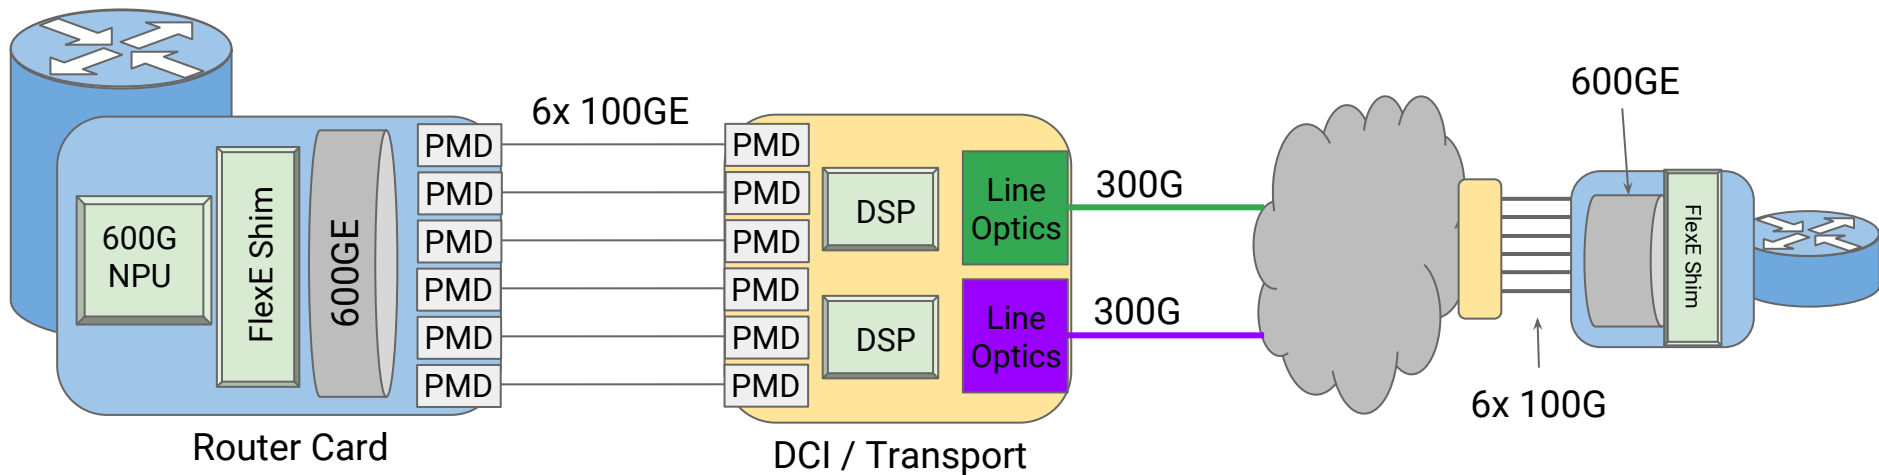 600G
NPU
FlexE Shim
600GE
PMD
PMD
PMD
PMD
PMD
PMD
Router Card
6x 100GE
PMD
PMD
PMD
PMD
PMD
PMD
DSP
DSP
Line
Optics
Line
Optics
DCI / Transport
300G
300G
6x 100G
600GE
FlexE Shim